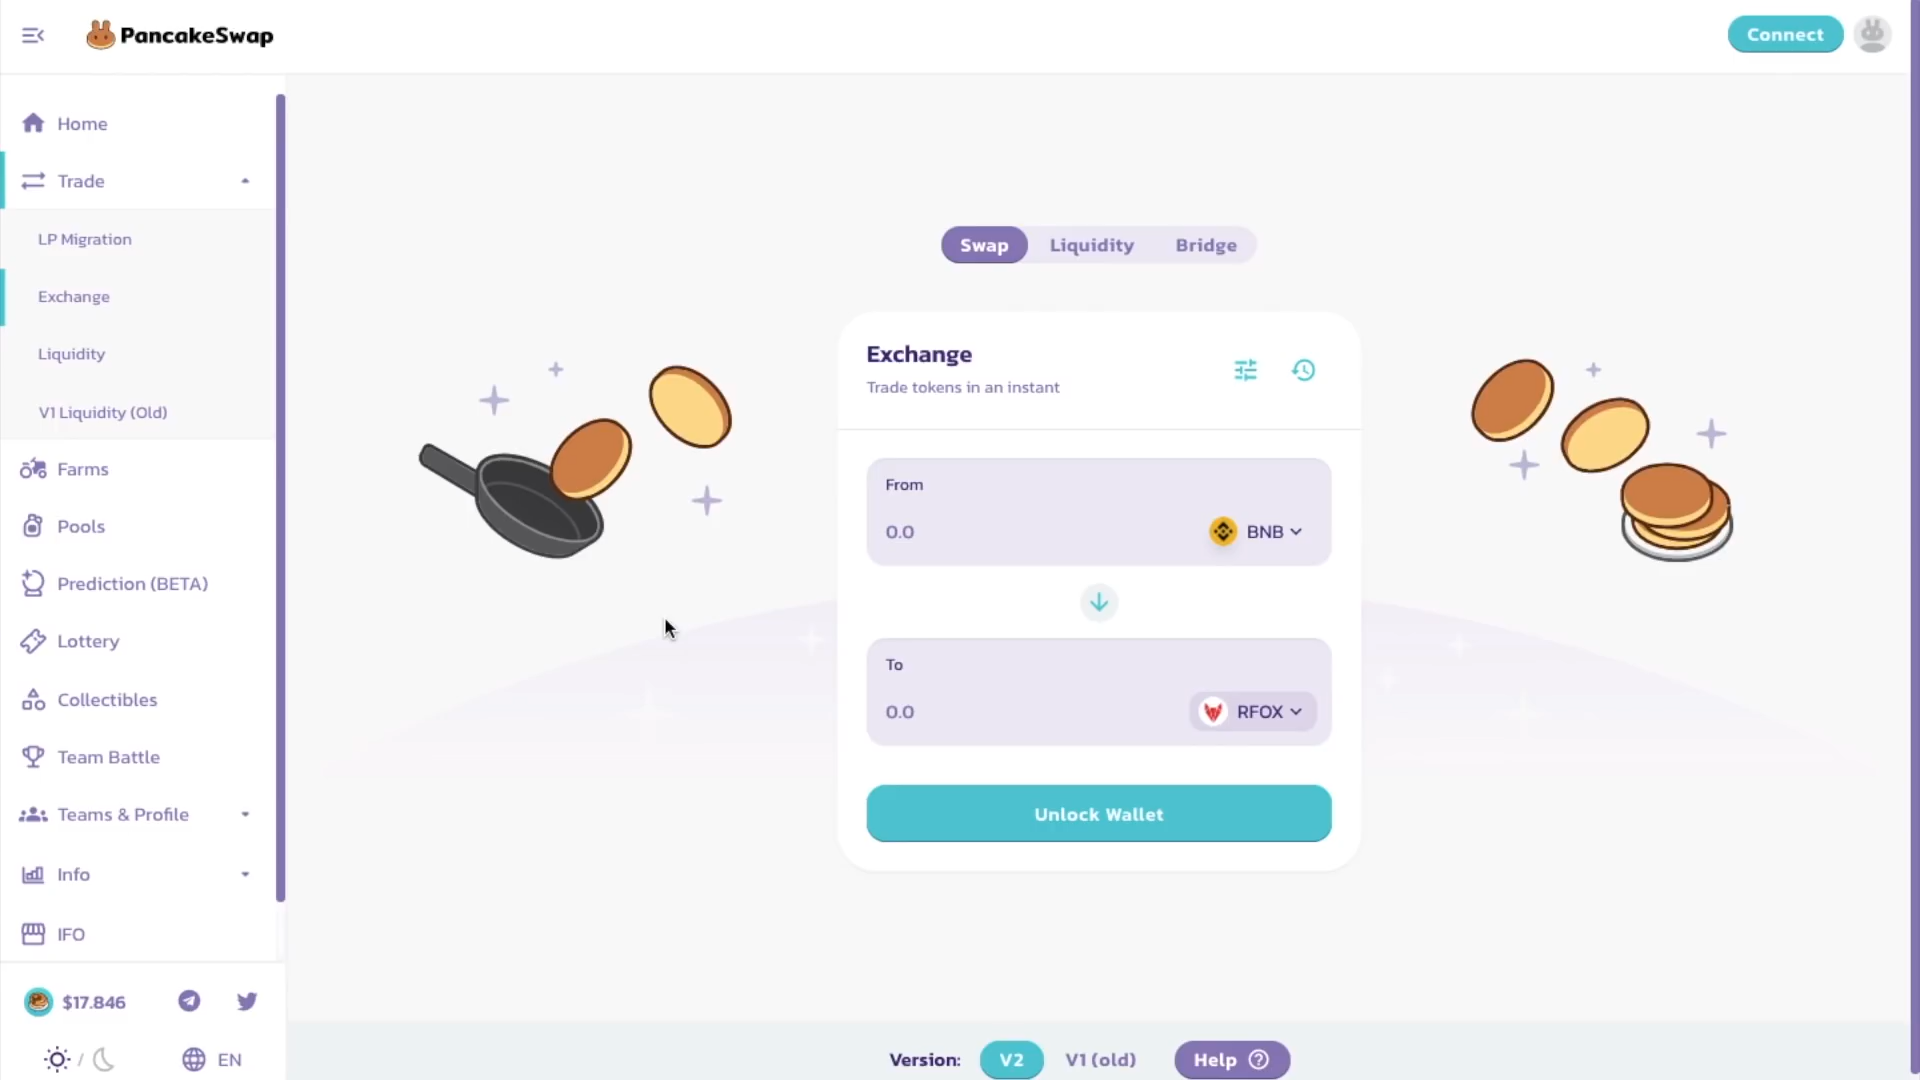 PancakeSwap
Connect
Home
Trade
LP Migration
Exchange
Liquidity
V1 Liquidity (Old)
Farms
Pools
Prediction (BETA)
Lottery
Collectibles
Team Battle
Teams & Profile
Info
IFO
$17.846
/
EN
Swap Liquidity Bridge
Exchange
Trade tokens in an instant
From
0.0 BNB
To
0.0 RFOX
Unlock Wallet
Version: V2 V1 (old) Help ?